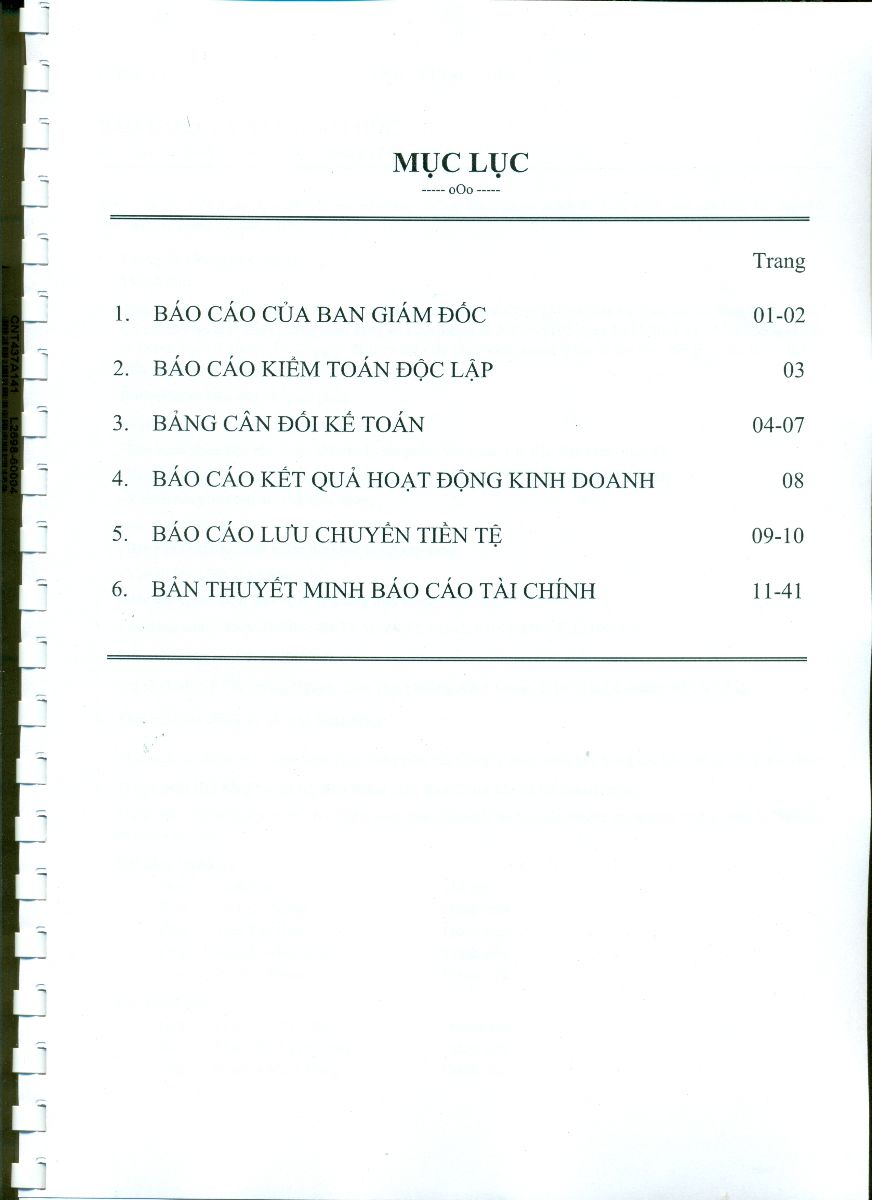 MỤC LỤC
----- oOo -----
Trang
1. BÁO CÁO CỦA BAN GIÁM ĐỐC 01-02
2. BÁO CÁO KIỂM TOÁN ĐỘC LẬP 03
3. BẢNG CÂN ĐỐI KẾ TOÁN 04-07
4. BÁO CÁO KẾT QUẢ HOẠT ĐỘNG KINH DOANH 08
5. BÁO CÁO LƯU CHUYỂN TIỀN TỆ 09-10
6. BẢN THUYẾT MINH BÁO CÁO TÀI CHÍNH 11-41